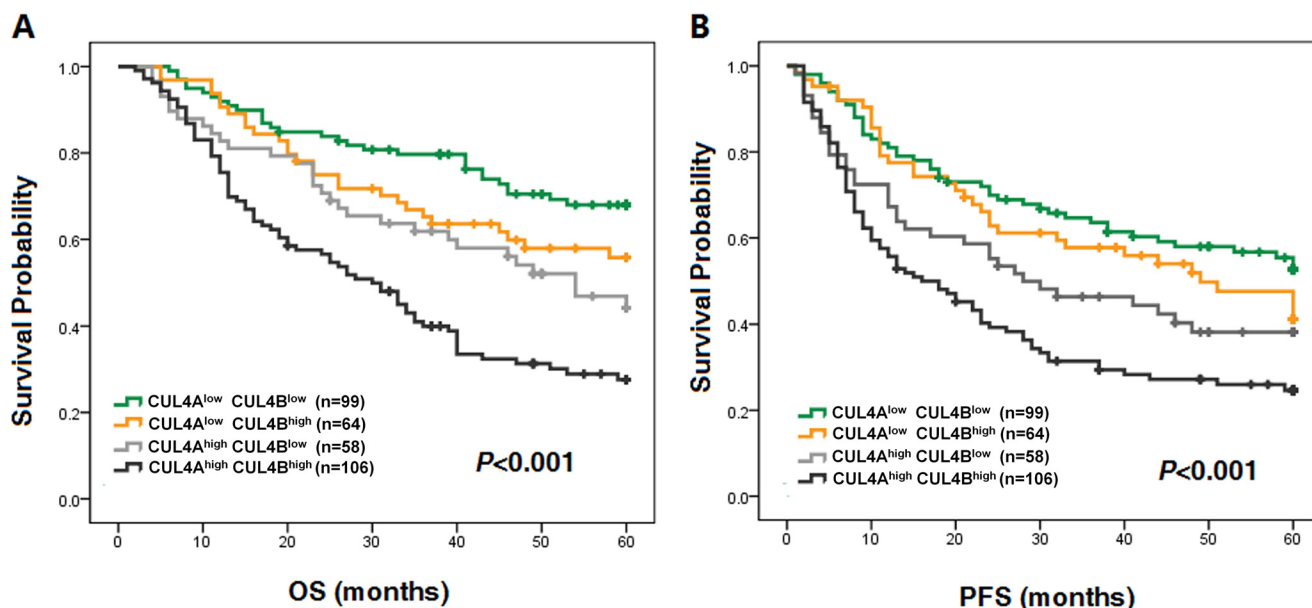 A
Survival Probability
1.0
0.8
0.6
0.4
0.2
0.0
CUL4Alow CUL4Blow (n=99)
CUL4Alow CUL4Bhigh (n=64)
CUL4Ahigh CUL4Blow (n=58)
CUL4Ahigh CUL4Bhigh (n=106)
P<0.001
0 10 20 30 40 50 60
OS (months)
B
Survival Probability
1.0
0.8
0.6
0.4
0.2
0.0
CUL4Alow CUL4Blow (n=99)
CUL4Alow CUL4Bhigh (n=64)
CUL4Ahigh CUL4Blow (n=58)
CUL4Ahigh CUL4Bhigh (n=106)
P<0.001
0 10 20 30 40 50 60
PFS (months)